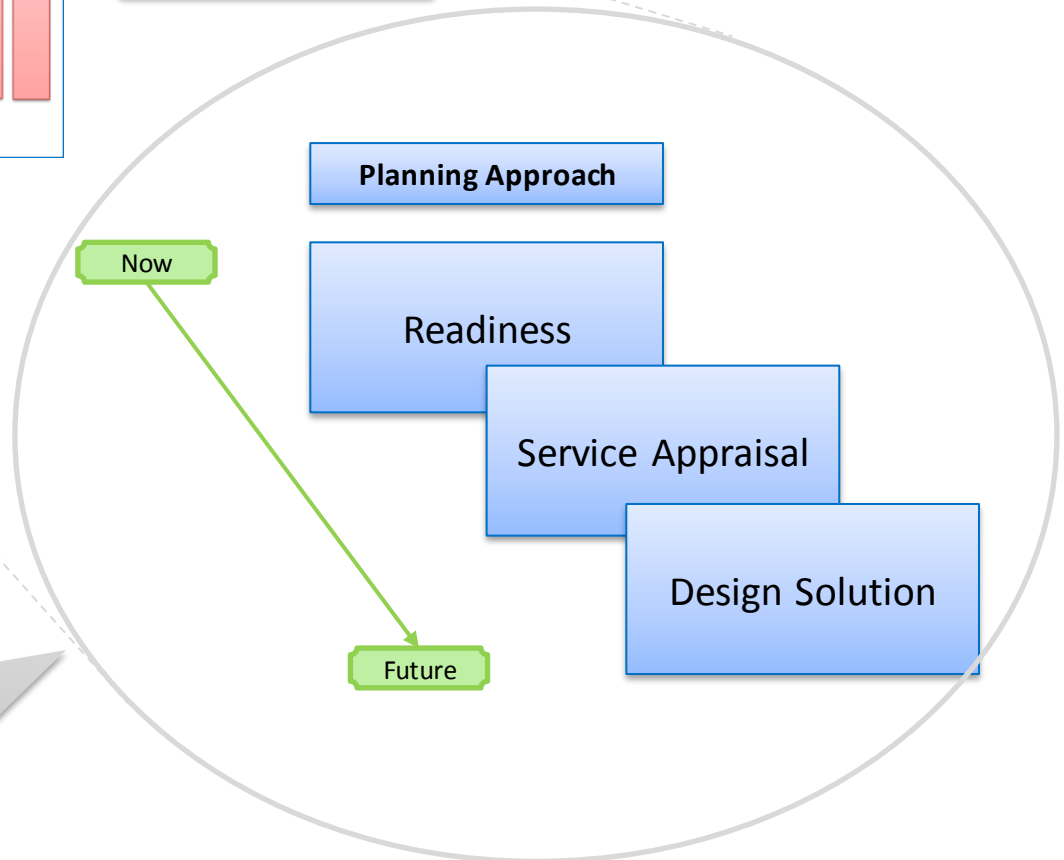 Planning Approach
Now
Readiness
Service Appraisal
Design Solution
Future